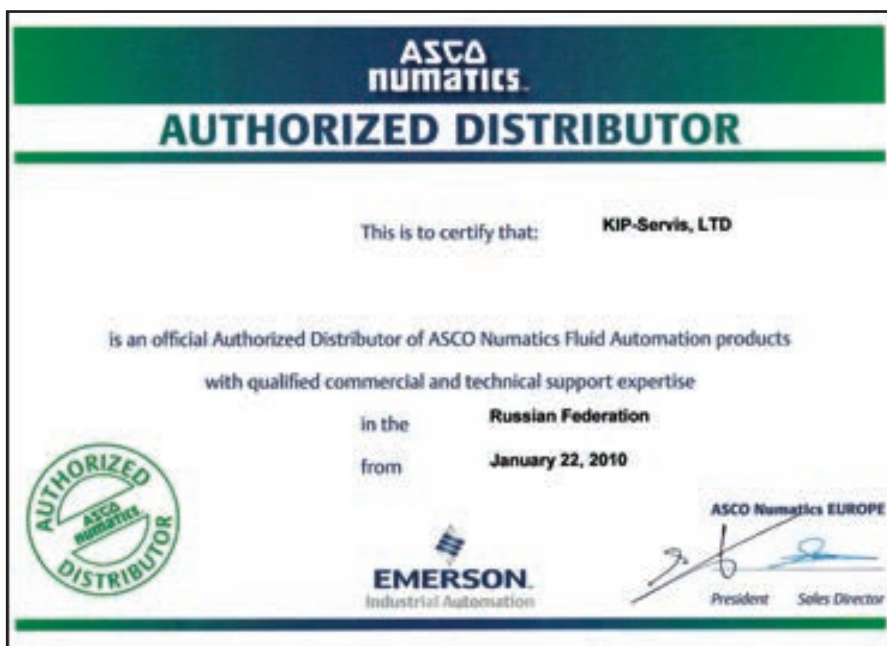 ASCO
numatics™
AUTHORIZED DISTRIBUTOR
This is to certify that: KIP-Servis, LTD
is an official Authorized Distributor of ASCO Numatics Fluid Automation products
with qualified commercial and technical support expertise
in the Russian Federation
from January 22, 2010
AUTHORIZED
ASCO
numatics
DISTRIBUTOR
EMERSON™
Industrial Automation
ASCO Numatics EUROPE
President Sales Director